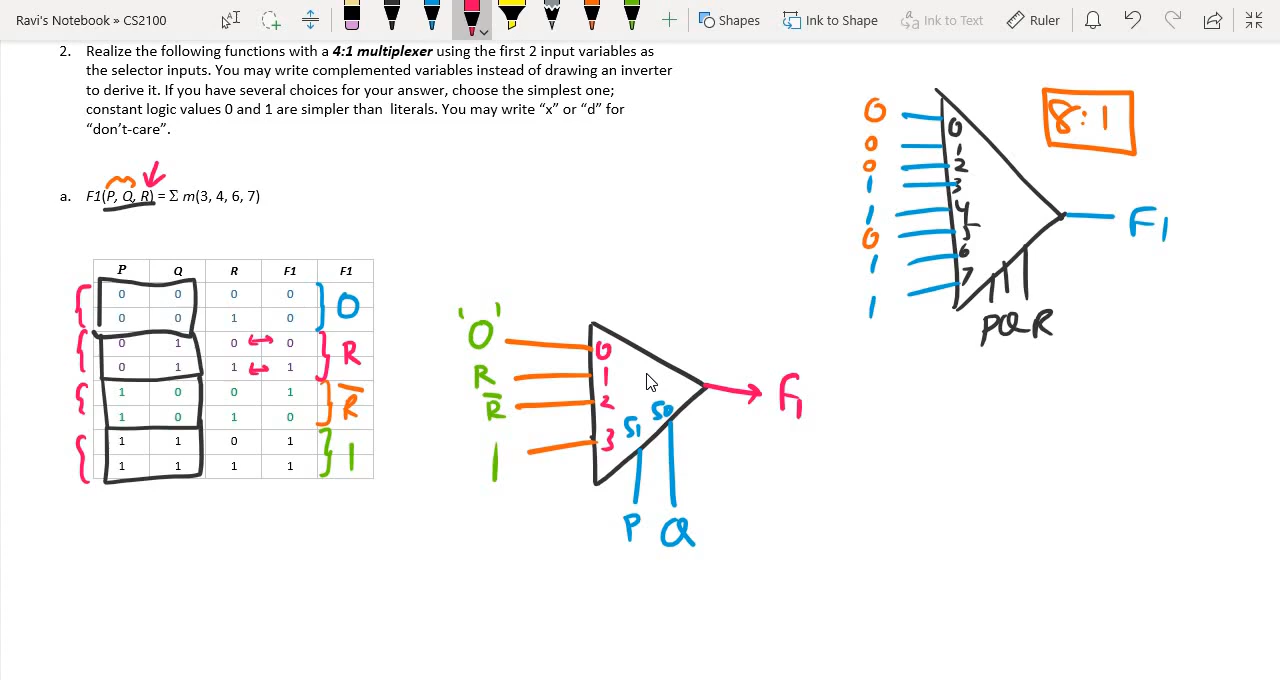 Ravi's Notebook » CS2100
Shapes
Ink to Shape
Ink to Text
Ruler
2. Realize the following functions with a 4:1 multiplexer using the first 2 input variables as
the selector inputs. You may write complemented variables instead of drawing an inverter
to derive it. If you have several choices for your answer, choose the simplest one;
constant logic values 0 and 1 are simpler than literals. You may write “x” or “d” for
“don’t-care”.
a. F1(P, Q, R) = Σ m(3, 4, 6, 7)
P Q R F1 F1
0 0 0 0
0 0 1 0
0
0 1 0 0
0 1 1 1
R
1 0 0 1
1 0 1 0
R̅
1 1 0 1
1 1 1 1
1
'0' 0
R 1
R̅ 2
1 3
S1 S0
F1
P Q
8:1
0 0
0 1
0 2
1 3
1 4
0 5
1 6
1 7
F1
PQR